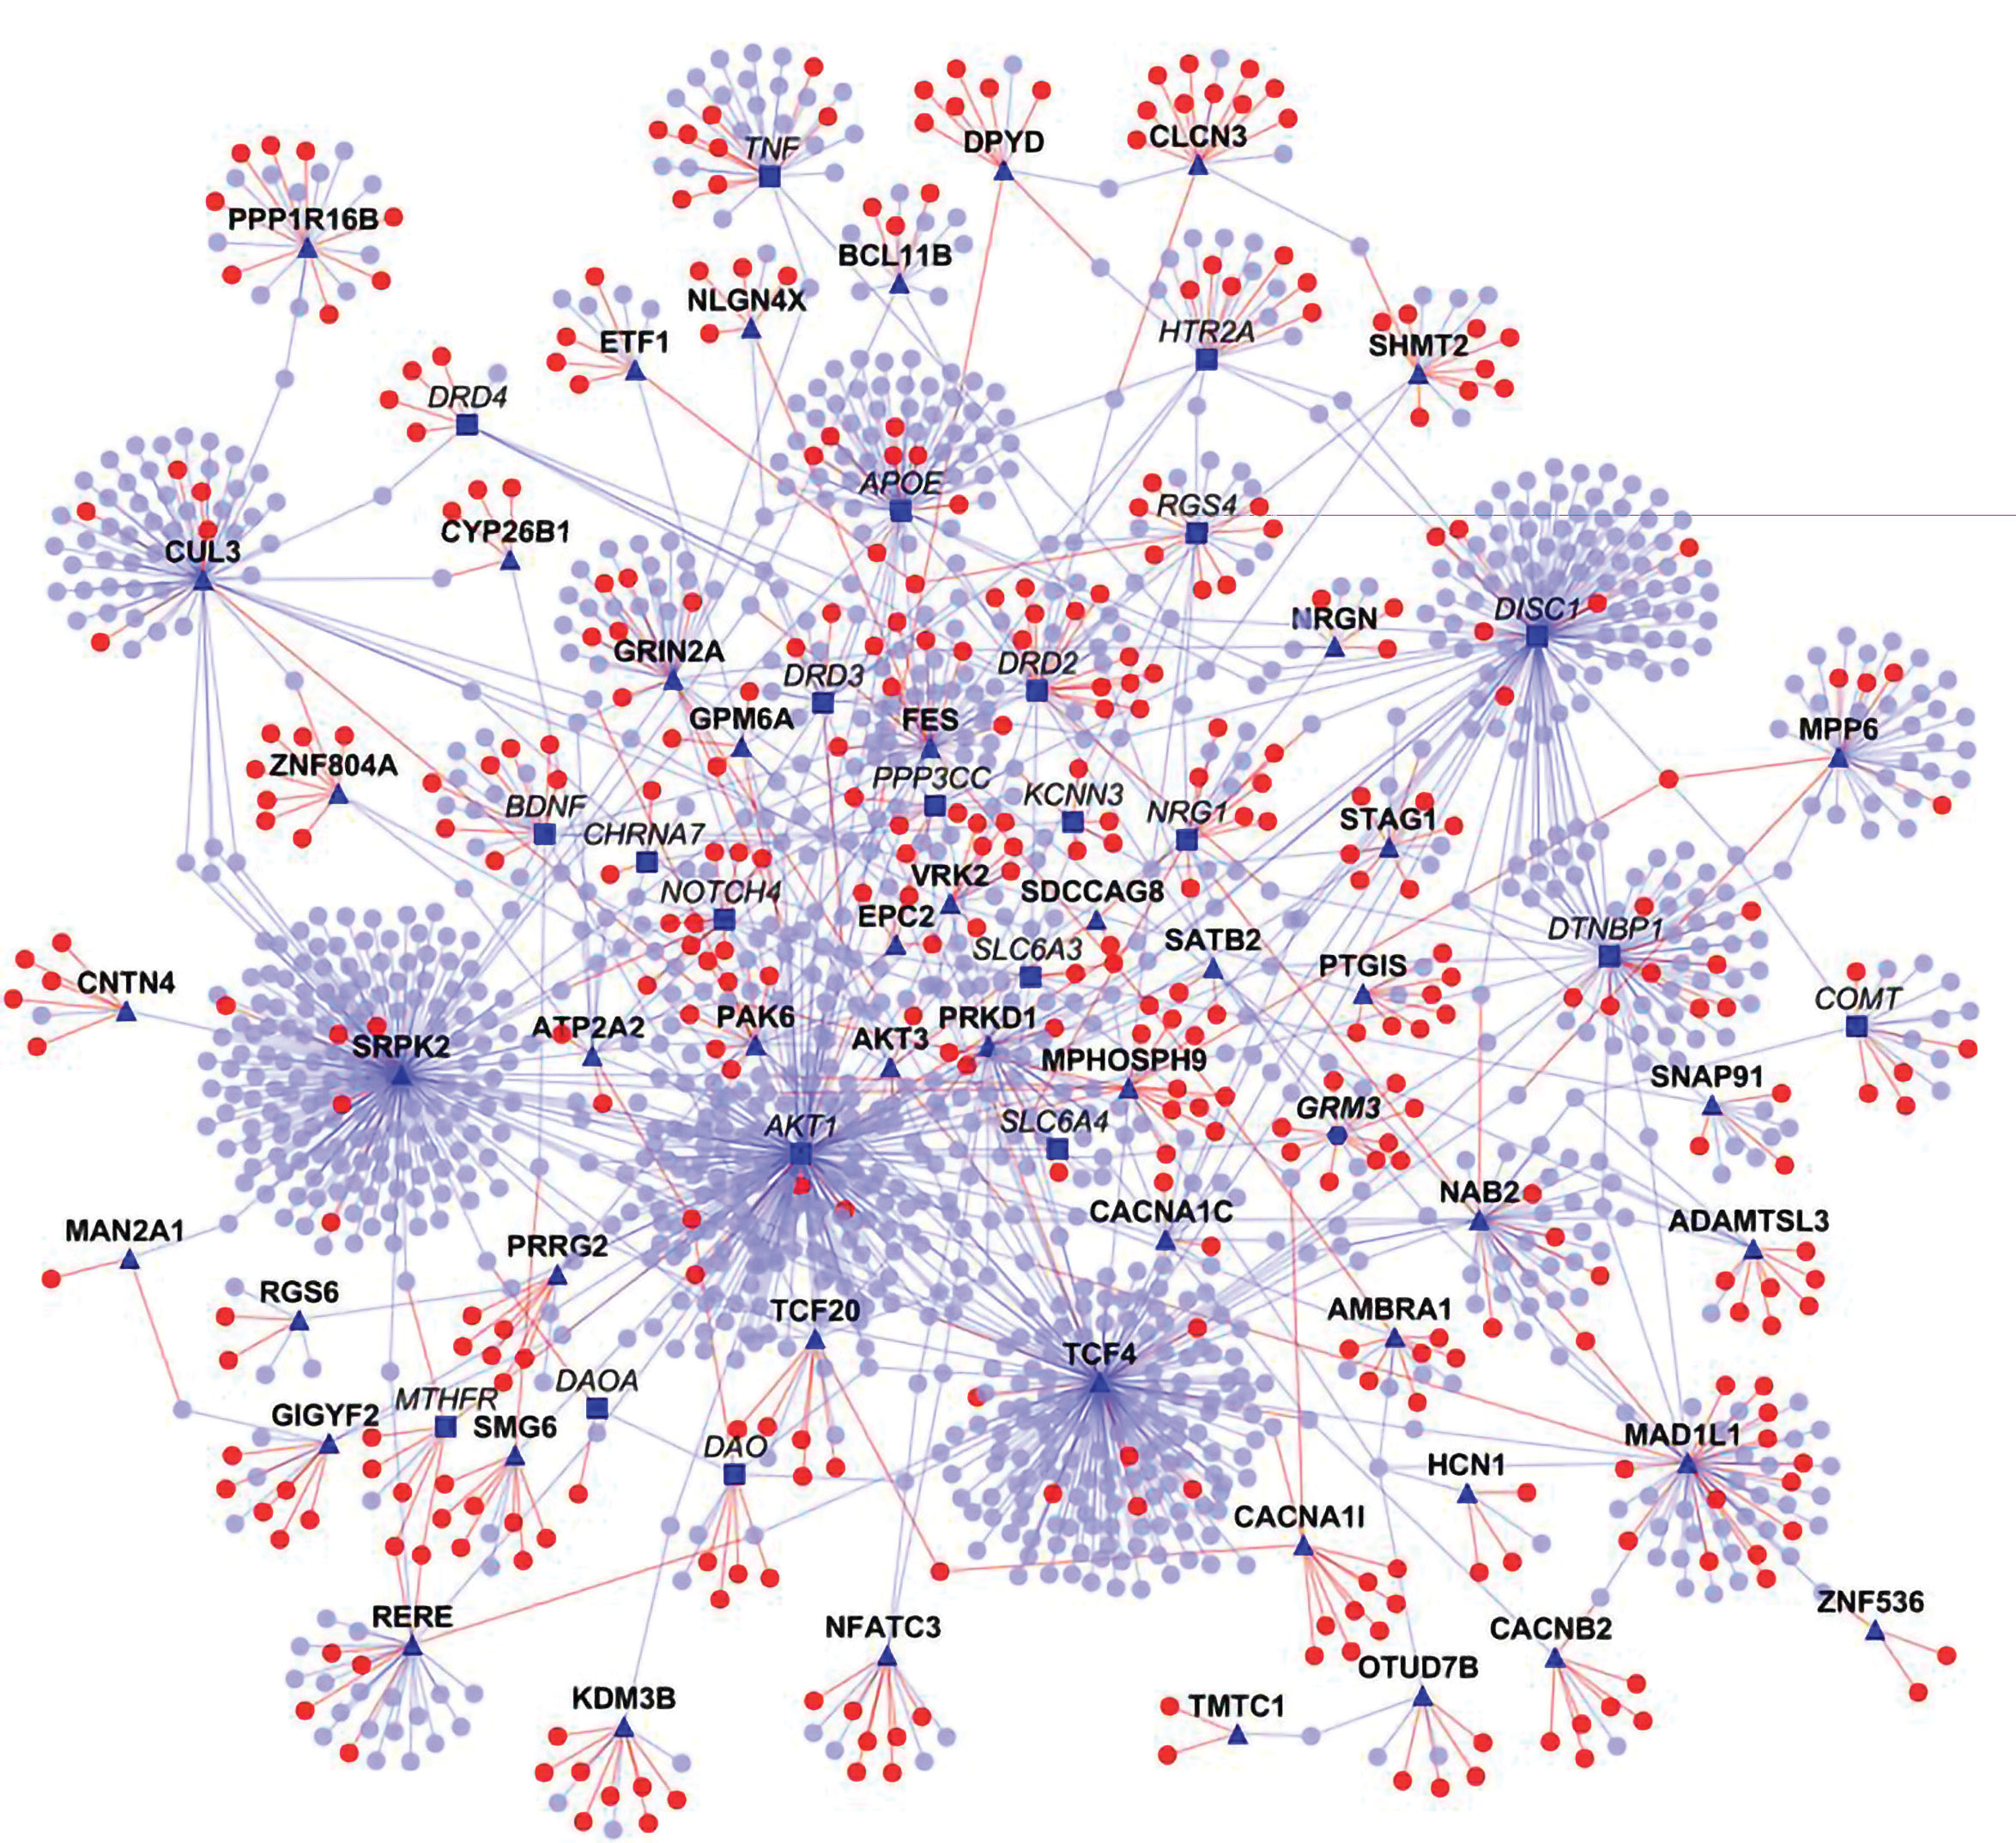 TNF
DPYD
CLCN3
PPP1R16B
BCL11B
NLGN4X
HTR2A
ETF1
SHMT2
DRD4
APOE
RGS4
CYP26B1
CUL3
DISC1
NRGN
GRIN2A
DRD3
DRD2
GPM6A
FES
MPP6
ZNF804A
PPP3CC
KCNN3
BDNF
NRG1
STAG1
CHRNA7
NOTCH4
VRK2
SDCCAG8
EPC2
DTNBP1
SLC6A3
SATB2
PTGIS
CNTN4
COMT
PAK6
PRKD1
ATP2A2
AKT3
SRPK2
MPHOSPH9
SNAP91
GRM3
AKT1
SLC6A4
NAB2
CACNA1C
ADAMTSL3
MAN2A1
PRRG2
RGS6
TCF20
AMBRA1
TCF4
DAOA
MTHFR
GIGYF2
SMG6
MAD1L1
DAO
HCN1
CACNA1I
RERE
ZNF536
NFATC3
CACNB2
OTUD7B
KDM3B
TMTC1